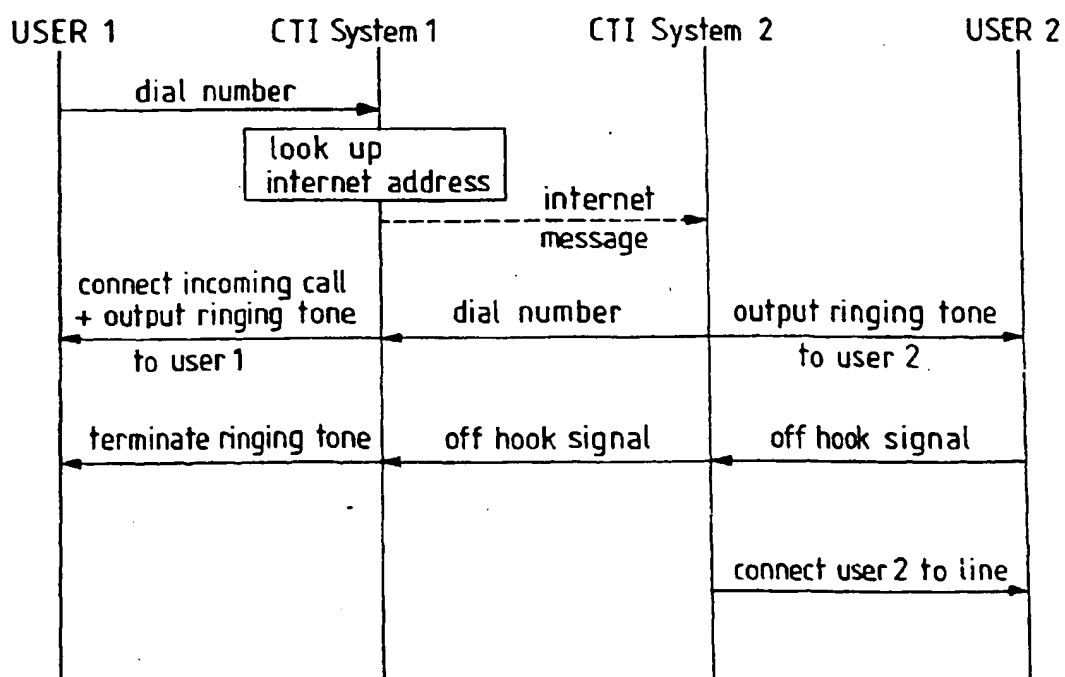 USER 1
CTI System 1
CTI System 2
USER 2
dial number
look up
internet address
internet
message
connect incoming call
+ output ringing tone
to user 1
dial number
output ringing tone
to user 2
terminate ringing tone
off hook signal
off hook signal
connect user 2 to line